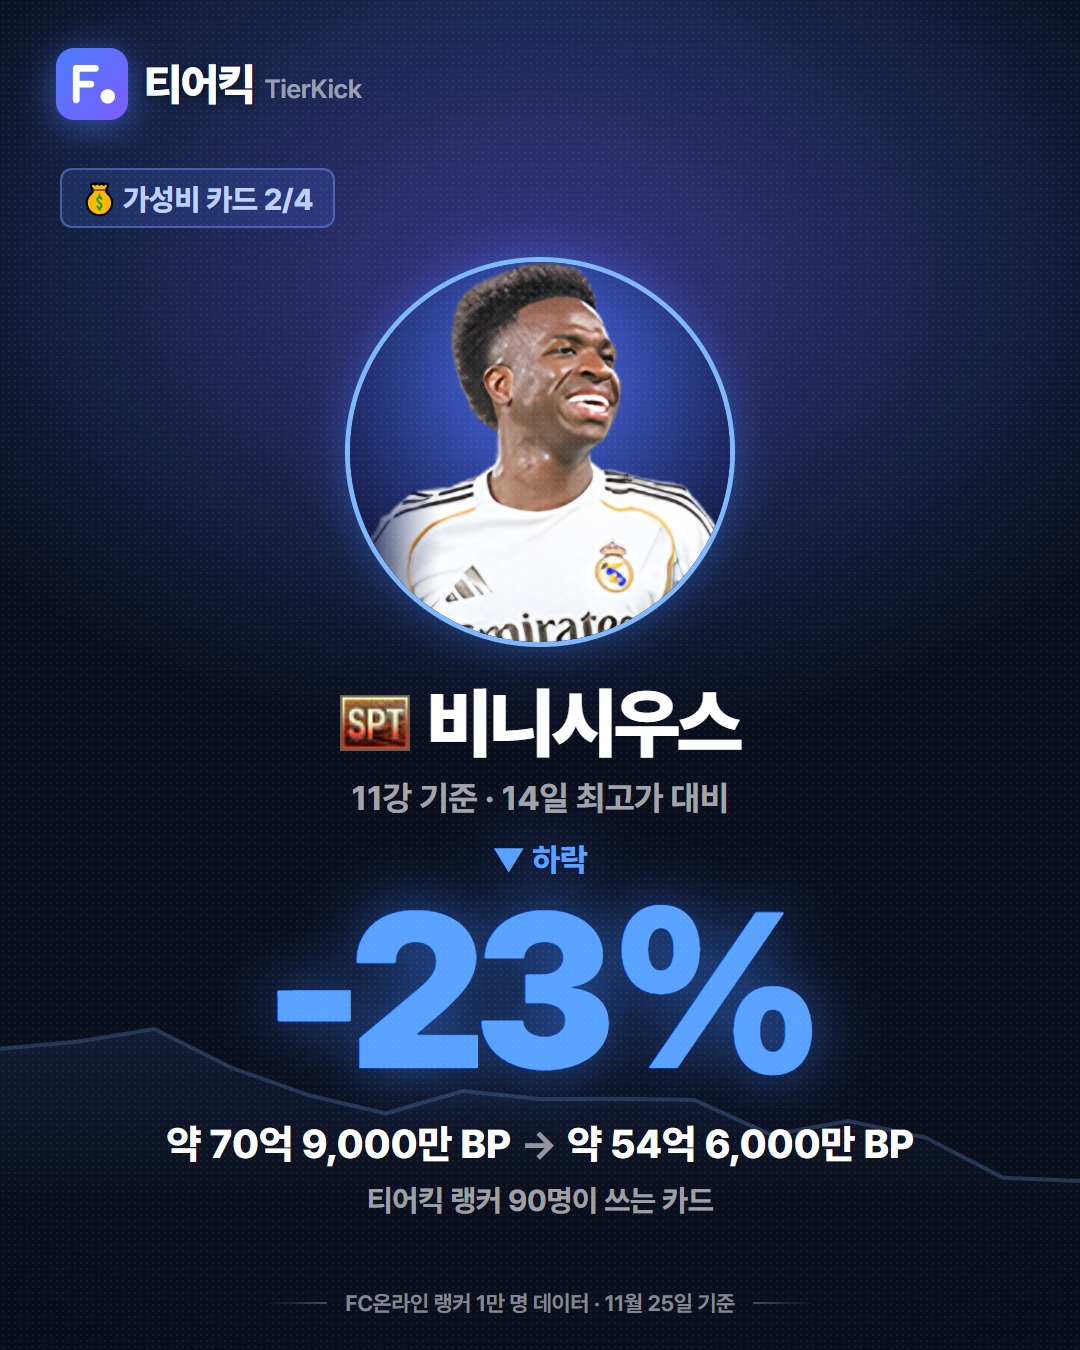 F. 티어킥 TierKick
💰 가성비 카드 2/4
SPT 비니시우스
11강 기준 · 14일 최고가 대비
▼ 하락
-23%
약 70억 9,000만 BP → 약 54억 6,000만 BP
티어킥 랭커 90명이 쓰는 카드
FC온라인 랭커 1만 명 데이터 · 11월 25일 기준